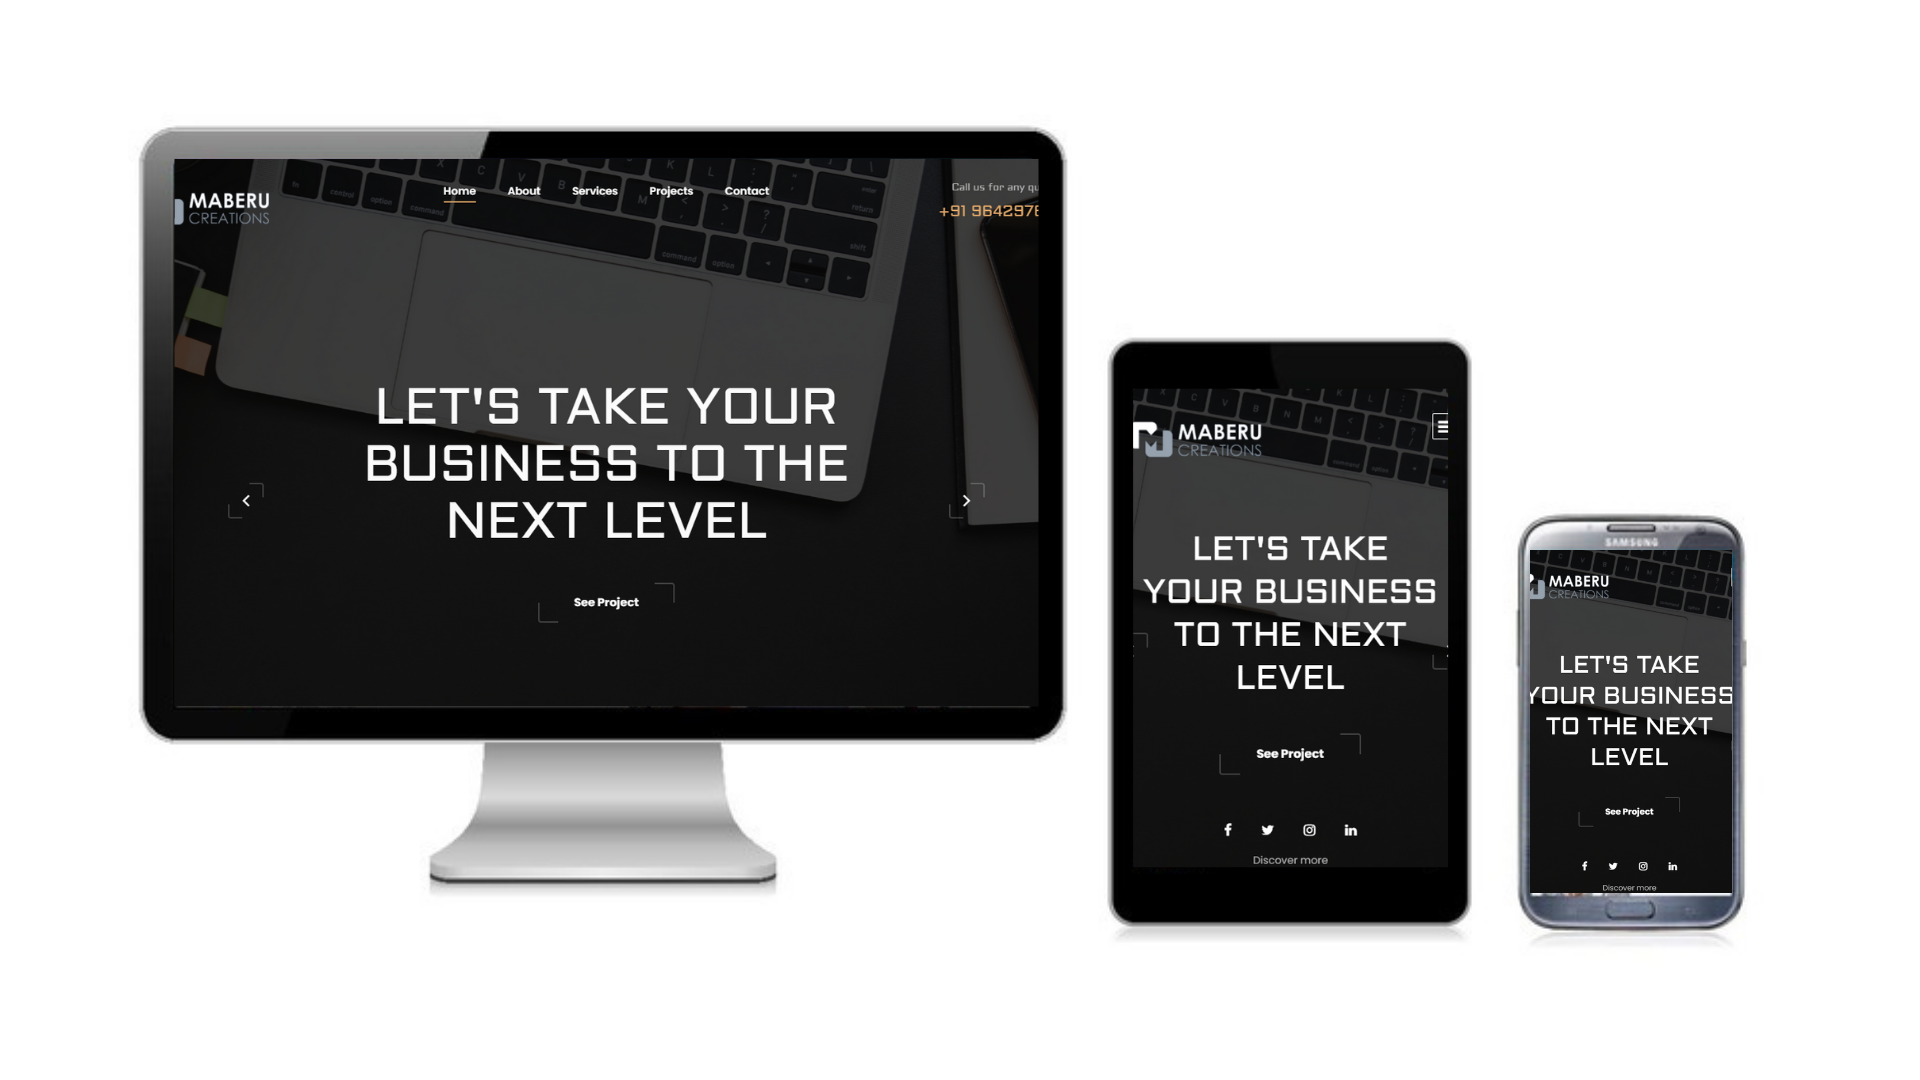 MABERU
CREATIONS
Home About Services Projects Contact
Call us for any qu
+91 964297
LET'S TAKE YOUR
BUSINESS TO THE
NEXT LEVEL
See Project
MABERU
CREATIONS
LET'S TAKE
YOUR BUSINESS
TO THE NEXT
LEVEL
See Project
Discover more
SAMSUNG
MABERU
CREATIONS
LET'S TAKE
YOUR BUSINESS
TO THE NEXT
LEVEL
See Project
Discover more